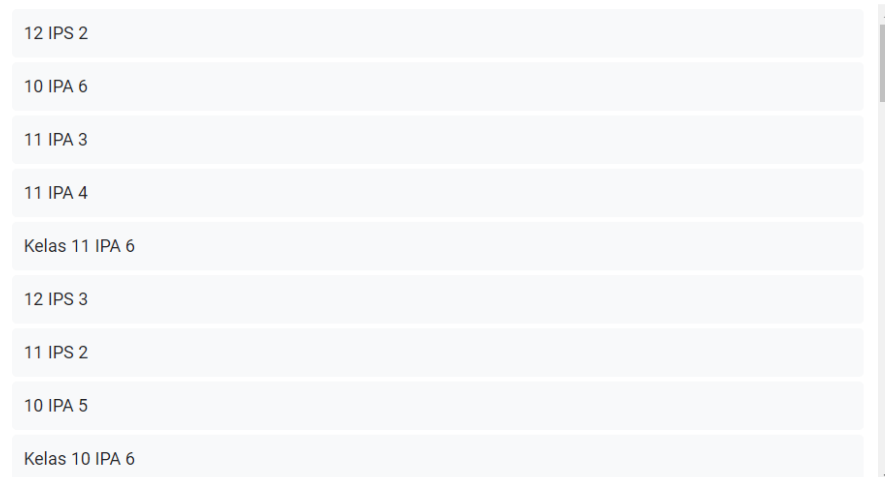 12 IPS 2
10 IPA 6
11 IPA 3
11 IPA 4
Kelas 11 IPA 6
12 IPS 3
11 IPS 2
10 IPA 5
Kelas 10 IPA 6